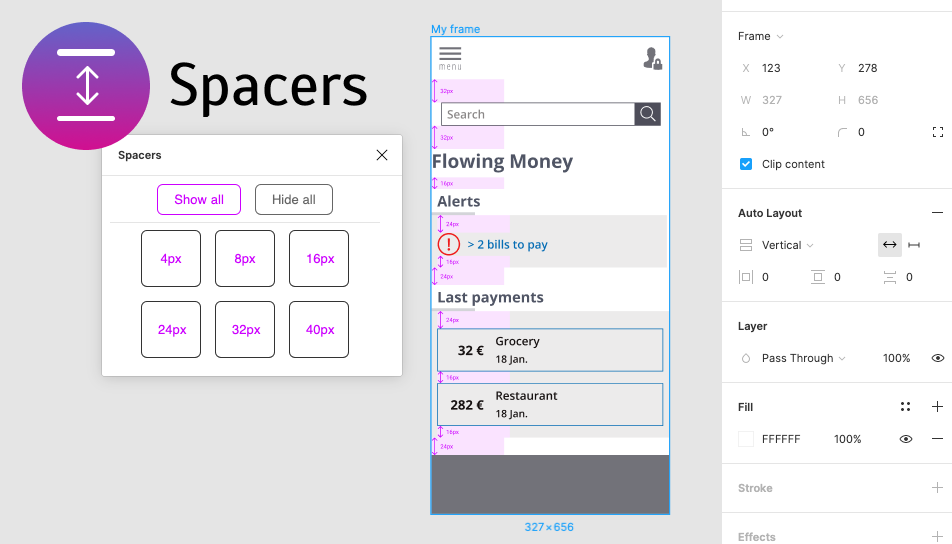 Spacers
Spacers
Show all
Hide all
4px
8px
16px
24px
32px
40px
My frame
menu
32px
Search
32px
Flowing Money
16px
Alerts
24px
> 2 bills to pay
16px
24px
Last payments
24px
32 € Grocery
18 Jan.
16px
282 € Restaurant
18 Jan.
16px
24px
327×656
Frame
X 123 Y 278
W 327 H 656
0° 0
Clip content
Auto Layout
Vertical
0 0 0
Layer
Pass Through 100%
Fill
FFFFFF 100%
Stroke
Effects